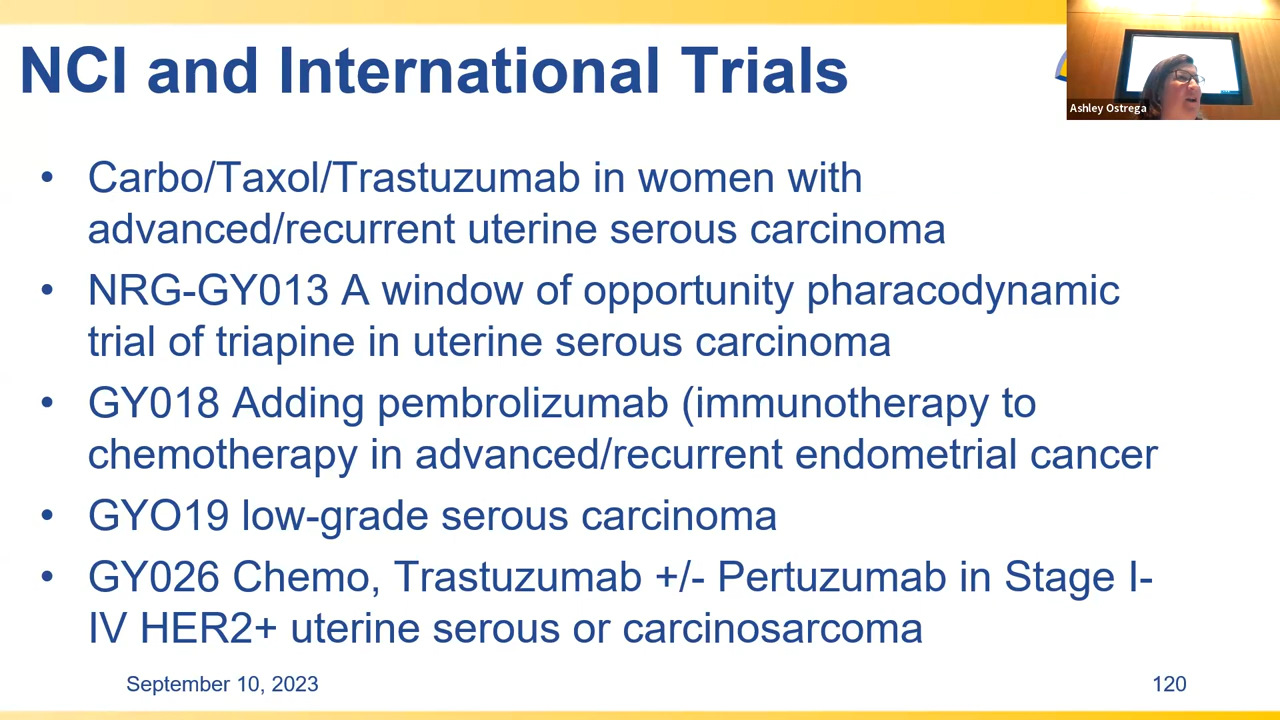 NCI and International Trials
Ashley Ostrega
• Carbo/Taxol/Trastuzumab in women with
advanced/recurrent uterine serous carcinoma
• NRG-GY013 A window of opportunity pharacodynamic
trial of triapine in uterine serous carcinoma
• GY018 Adding pembrolizumab (immunotherapy to
chemotherapy in advanced/recurrent endometrial cancer
• GYO19 low-grade serous carcinoma
• GY026 Chemo, Trastuzumab +/- Pertuzumab in Stage I-
IV HER2+ uterine serous or carcinosarcoma
September 10, 2023
120